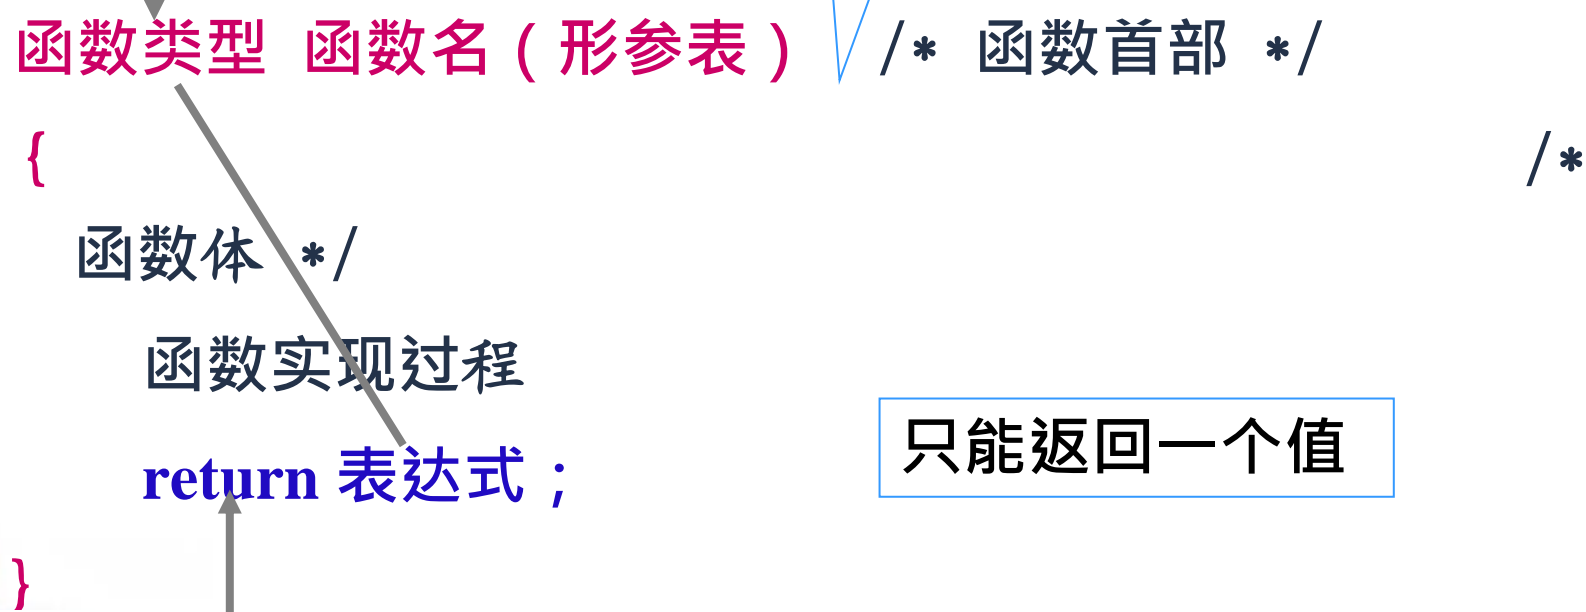 函数类型 函数名（形参表） /* 函数首部 */
{ /*
函数体 */
函数实现过程
return 表达式；
只能返回一个值
}